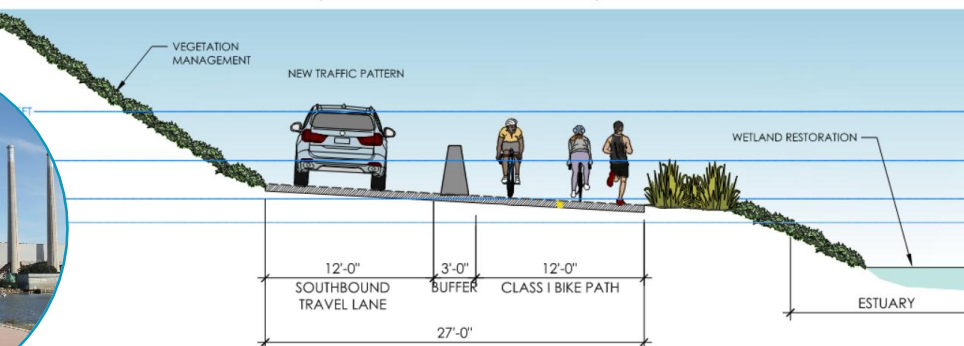 VEGETATION
MANAGEMENT
NEW TRAFFIC PATTERN
WETLAND RESTORATION
12'-0"
3'-0"
12'-0"
SOUTHBOUND
TRAVEL LANE
BUFFER
CLASS I BIKE PATH
ESTUARY
27'-0"